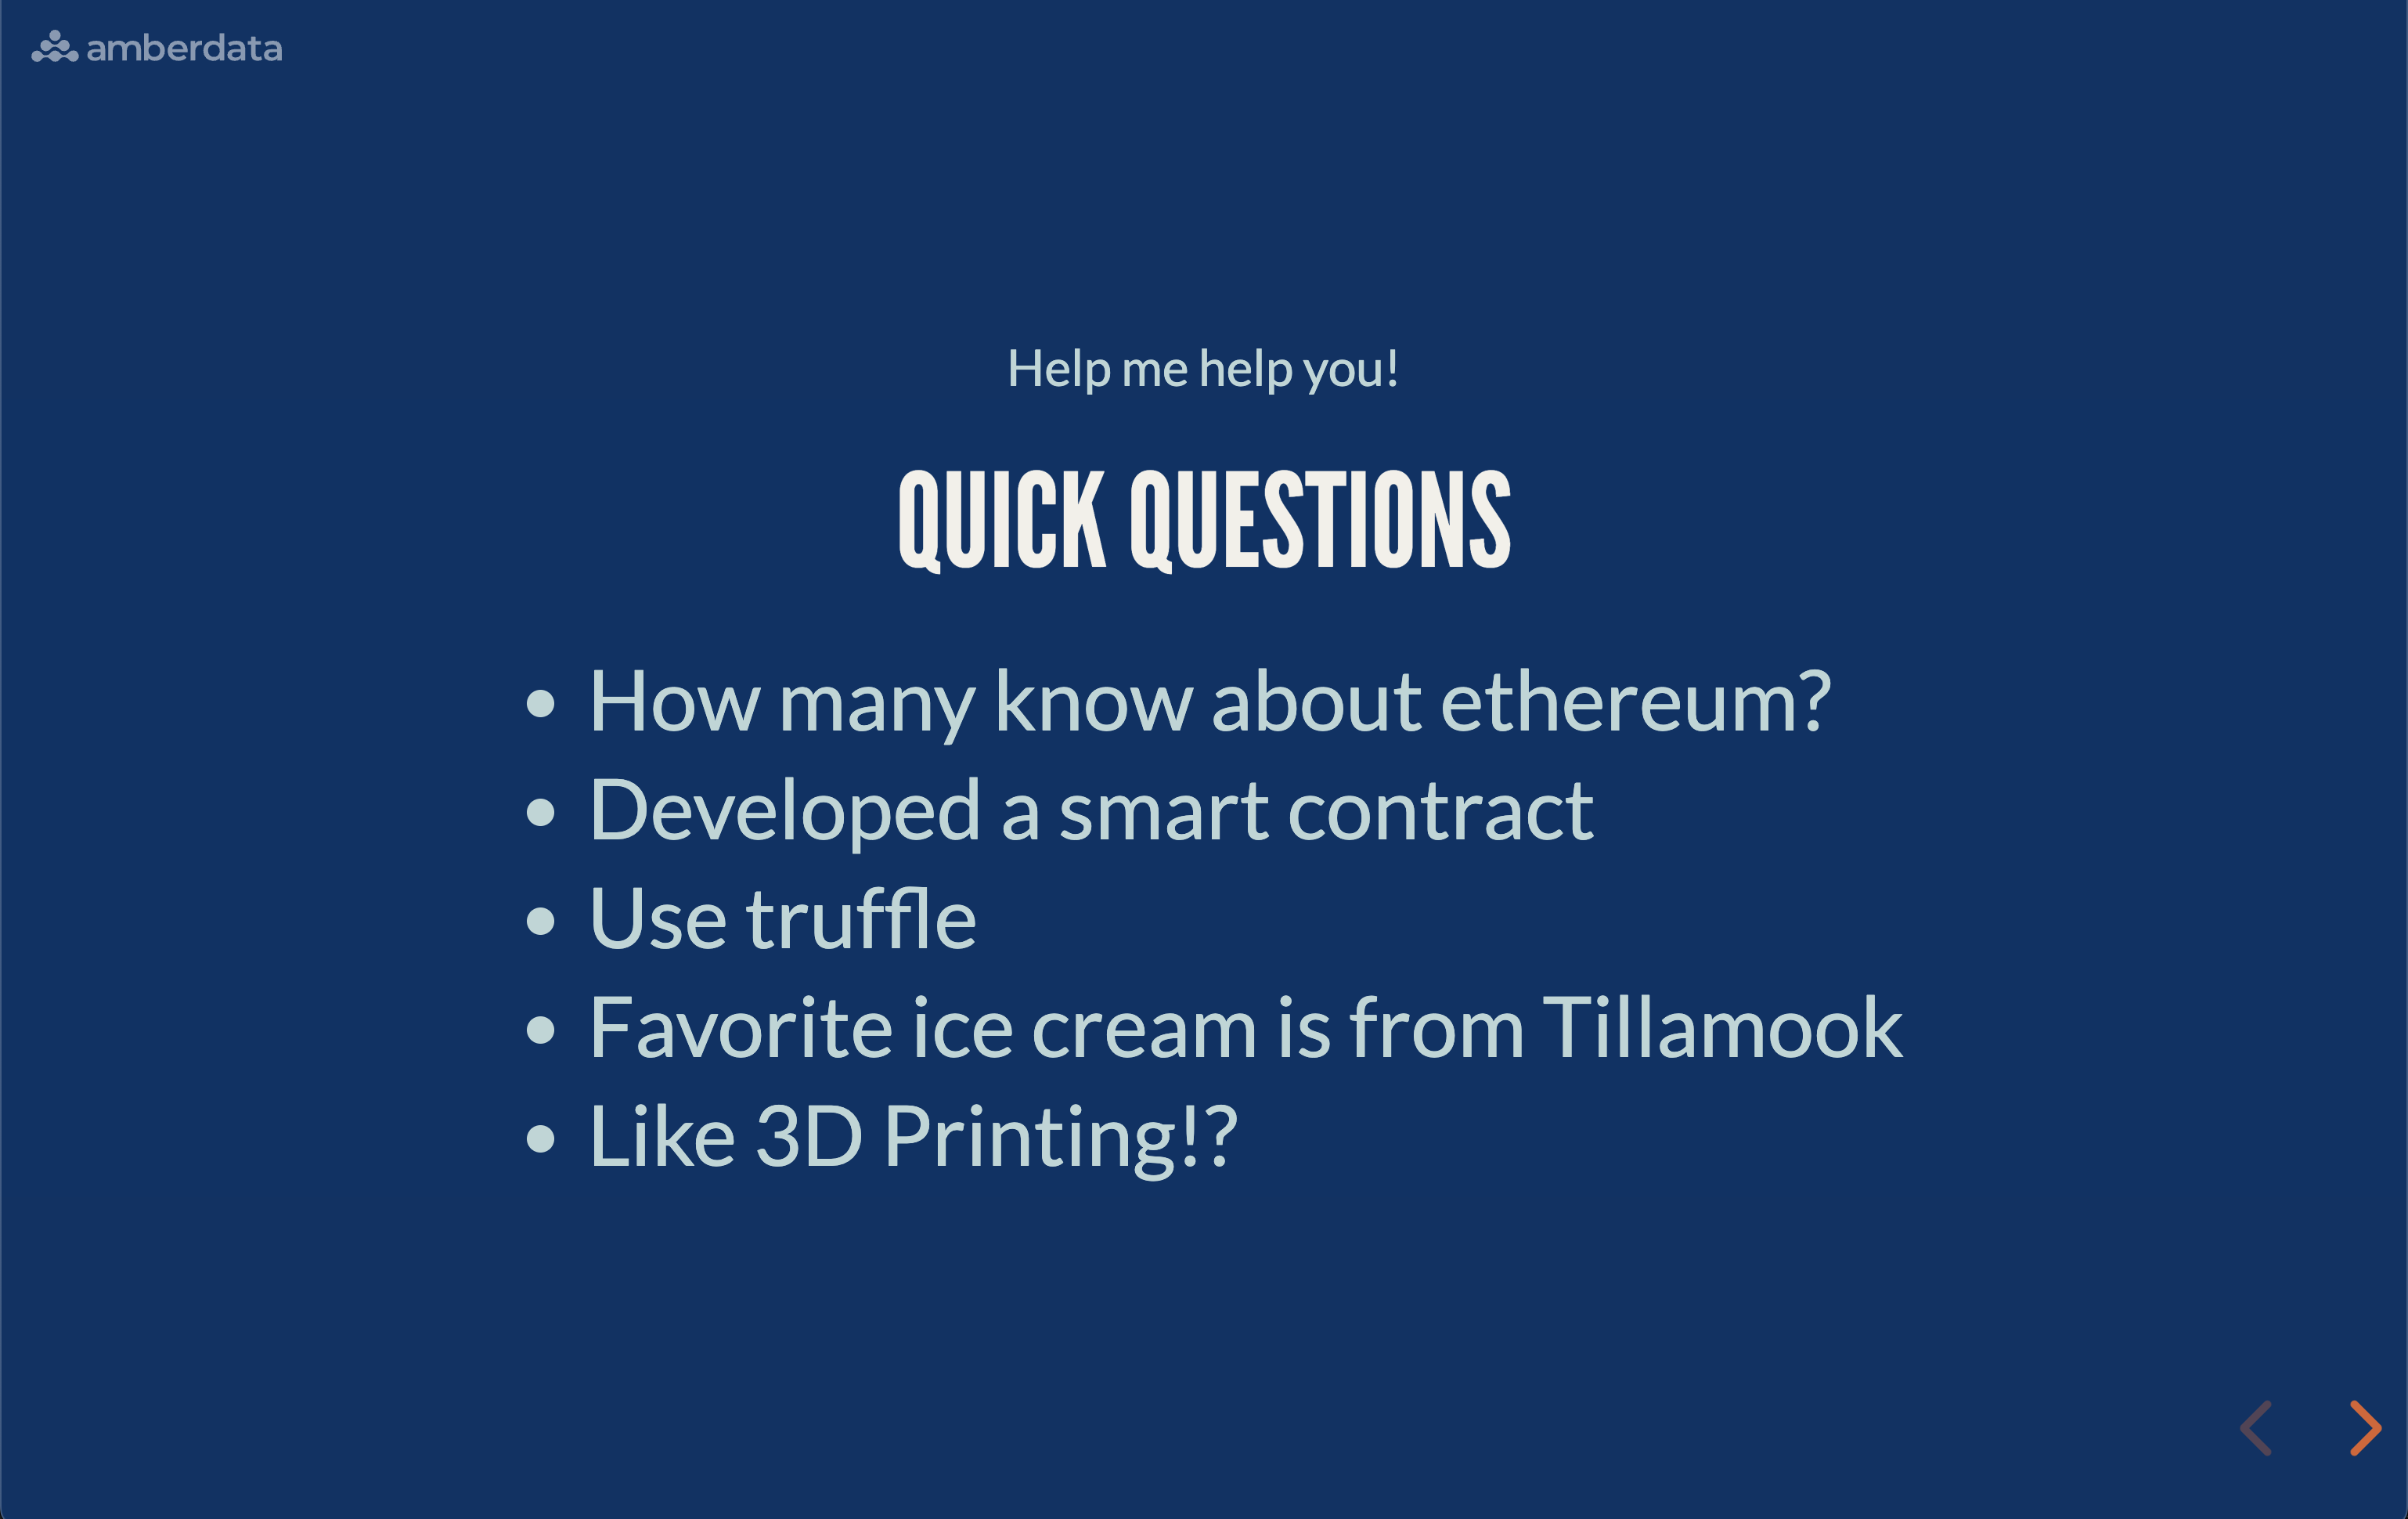 amberdata
Help me help you!
QUICK QUESTIONS
• How many know about ethereum?
• Developed a smart contract
• Use truffle
• Favorite ice cream is from Tillamook
• Like 3D Printing!?